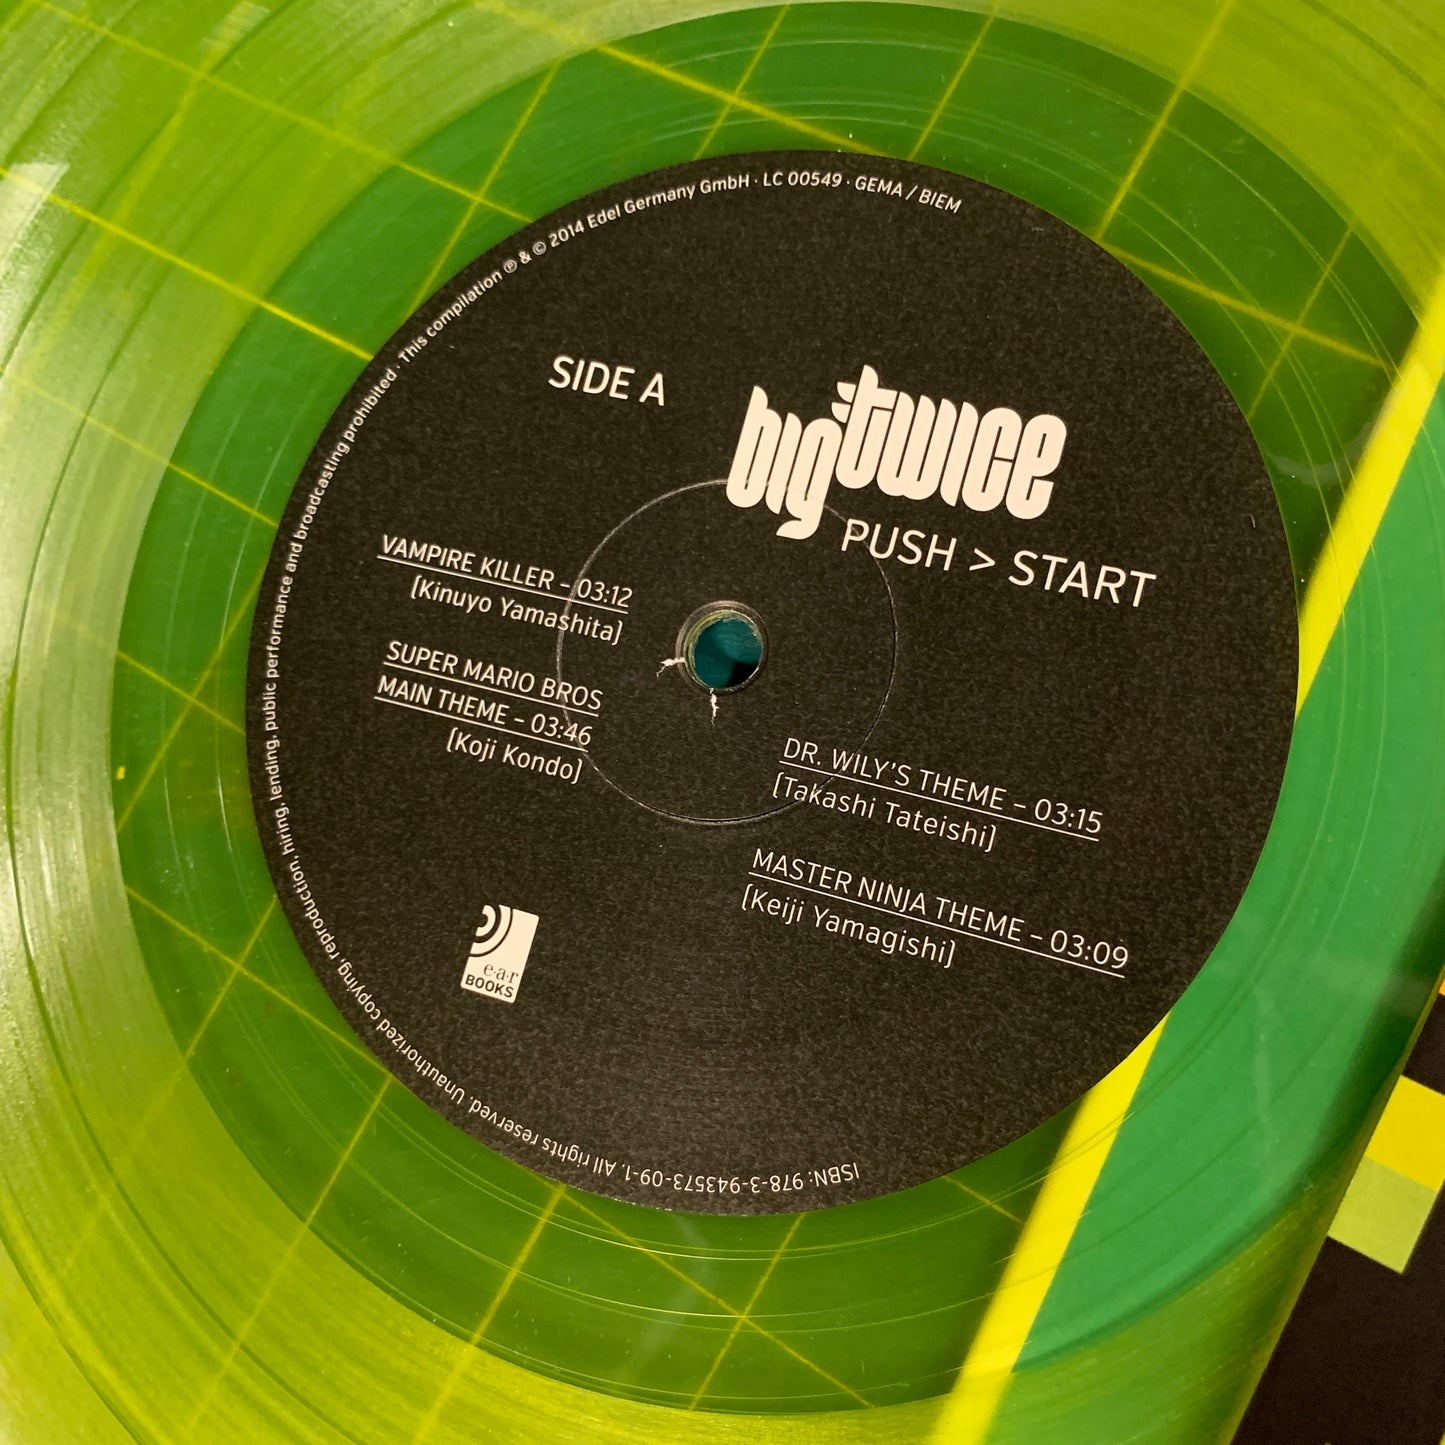 SIDE A
big twice
PUSH > START
VAMPIRE KILLER – 03:12
[Kinuyo Yamashita]
SUPER MARIO BROS
MAIN THEME – 03:46
[Koji Kondo]
DR. WILY'S THEME – 03:15
[Takashi Tateishi]
MASTER NINJA THEME – 03:09
[Keiji Yamagishi]
e·a·r
BOOKS
ISBN: 978-3-943573-09-1. All rights reserved. Unauthorized copying, reproduction, hiring, lending, public performance and broadcasting prohibited · This compilation ℗ & © 2014 Edel Germany GmbH · LC 00549 · GEMA / BIEM